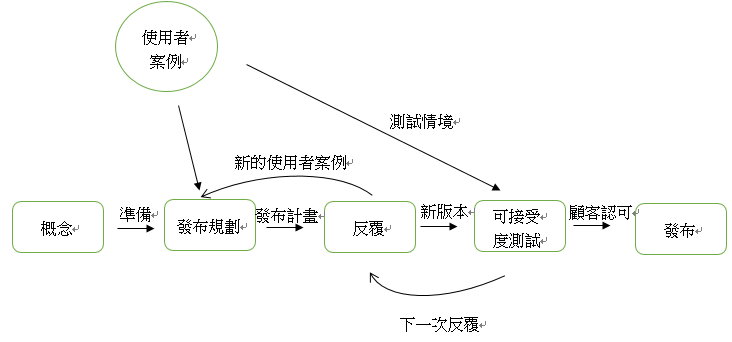 使用者
案例
測試情境
新的使用者案例
概念
準備
發布規劃
發布計畫
反覆
新版本
可接受
度測試
顧客認可
發布
下一次反覆